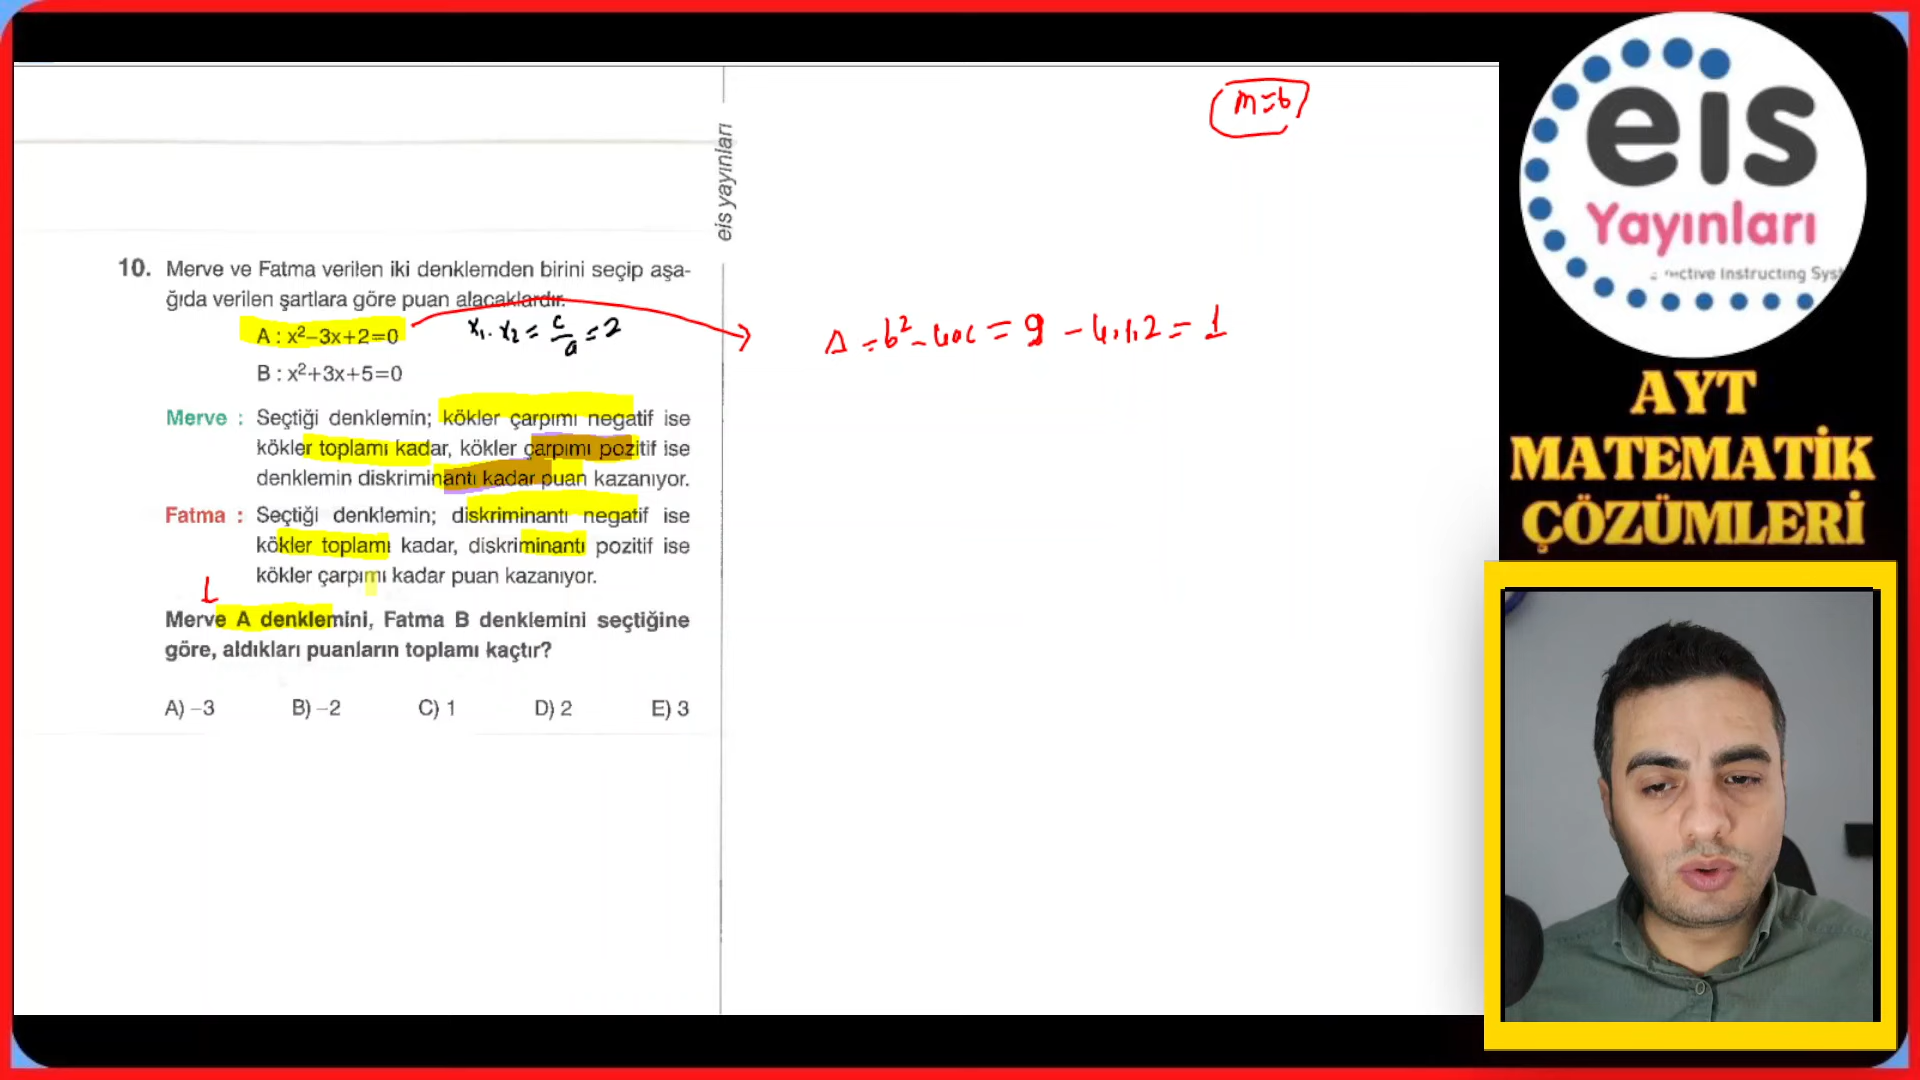 m=6
eis yayınları
10. Merve ve Fatma verilen iki denklemden birini seçip aşa-
ğıda verilen şartlara göre puan alacaklardır.
A : x²–3x+2=0
x₁. x₂ = c/a = 2
Δ = b² - 4ac = 9 - 4.1.2 = 1
B : x²+3x+5=0
Merve : Seçtiği denklemin; kökler çarpımı negatif ise
kökler toplamı kadar, kökler çarpımı pozitif ise
denklemin diskriminantı kadar puan kazanıyor.
Fatma : Seçtiği denklemin; diskriminantı negatif ise
kökler toplamı kadar, diskriminantı pozitif ise
kökler çarpımı kadar puan kazanıyor.
1
Merve A denklemini, Fatma B denklemini seçtiğine
göre, aldıkları puanların toplamı kaçtır?
A) –3 B) –2 C) 1 D) 2 E) 3
eis
Yayınları
ective Instructing Syst
AYT
MATEMATİK
ÇÖZÜMLERİ